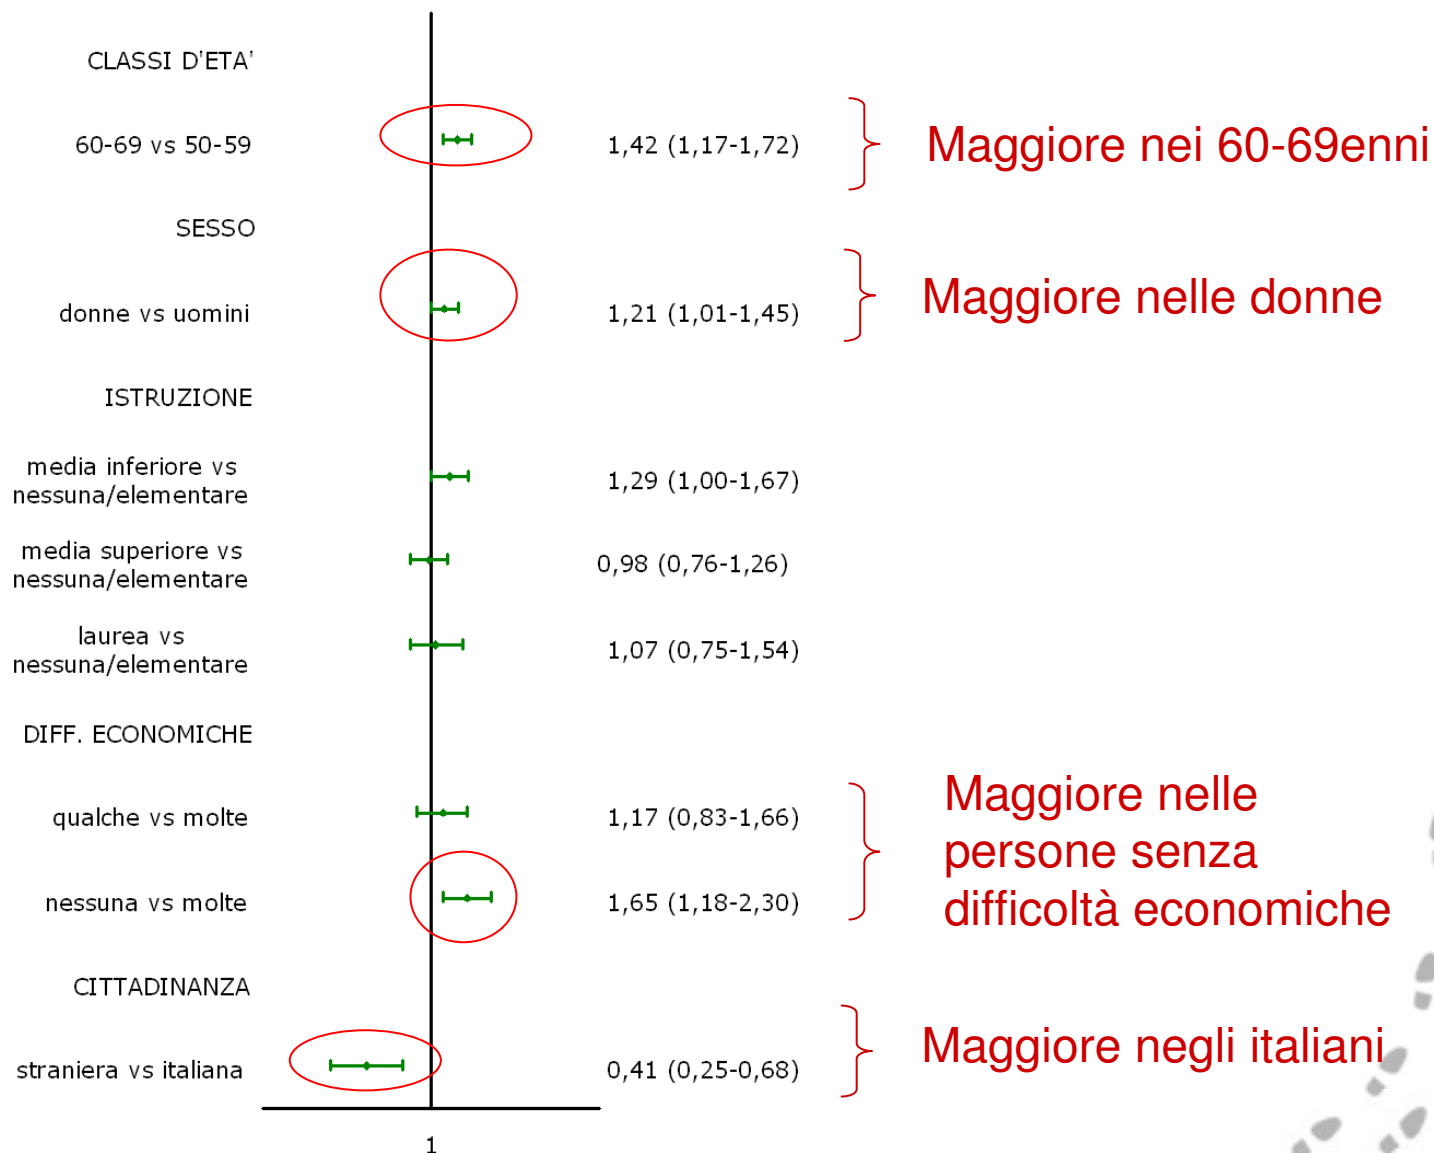 CLASSI D'ETA'
60-69 vs 50-59
1,42 (1,17-1,72)
Maggiore nei 60-69enni
SESSO
donne vs uomini
1,21 (1,01-1,45)
Maggiore nelle donne
ISTRUZIONE
media inferiore vs
nessuna/elementare
1,29 (1,00-1,67)
media superiore vs
nessuna/elementare
0,98 (0,76-1,26)
laurea vs
nessuna/elementare
1,07 (0,75-1,54)
DIFF. ECONOMICHE
qualche vs molte
1,17 (0,83-1,66)
nessuna vs molte
1,65 (1,18-2,30)
Maggiore nelle
persone senza
difficoltà economiche
CITTADINANZA
straniera vs italiana
0,41 (0,25-0,68)
Maggiore negli italiani
1